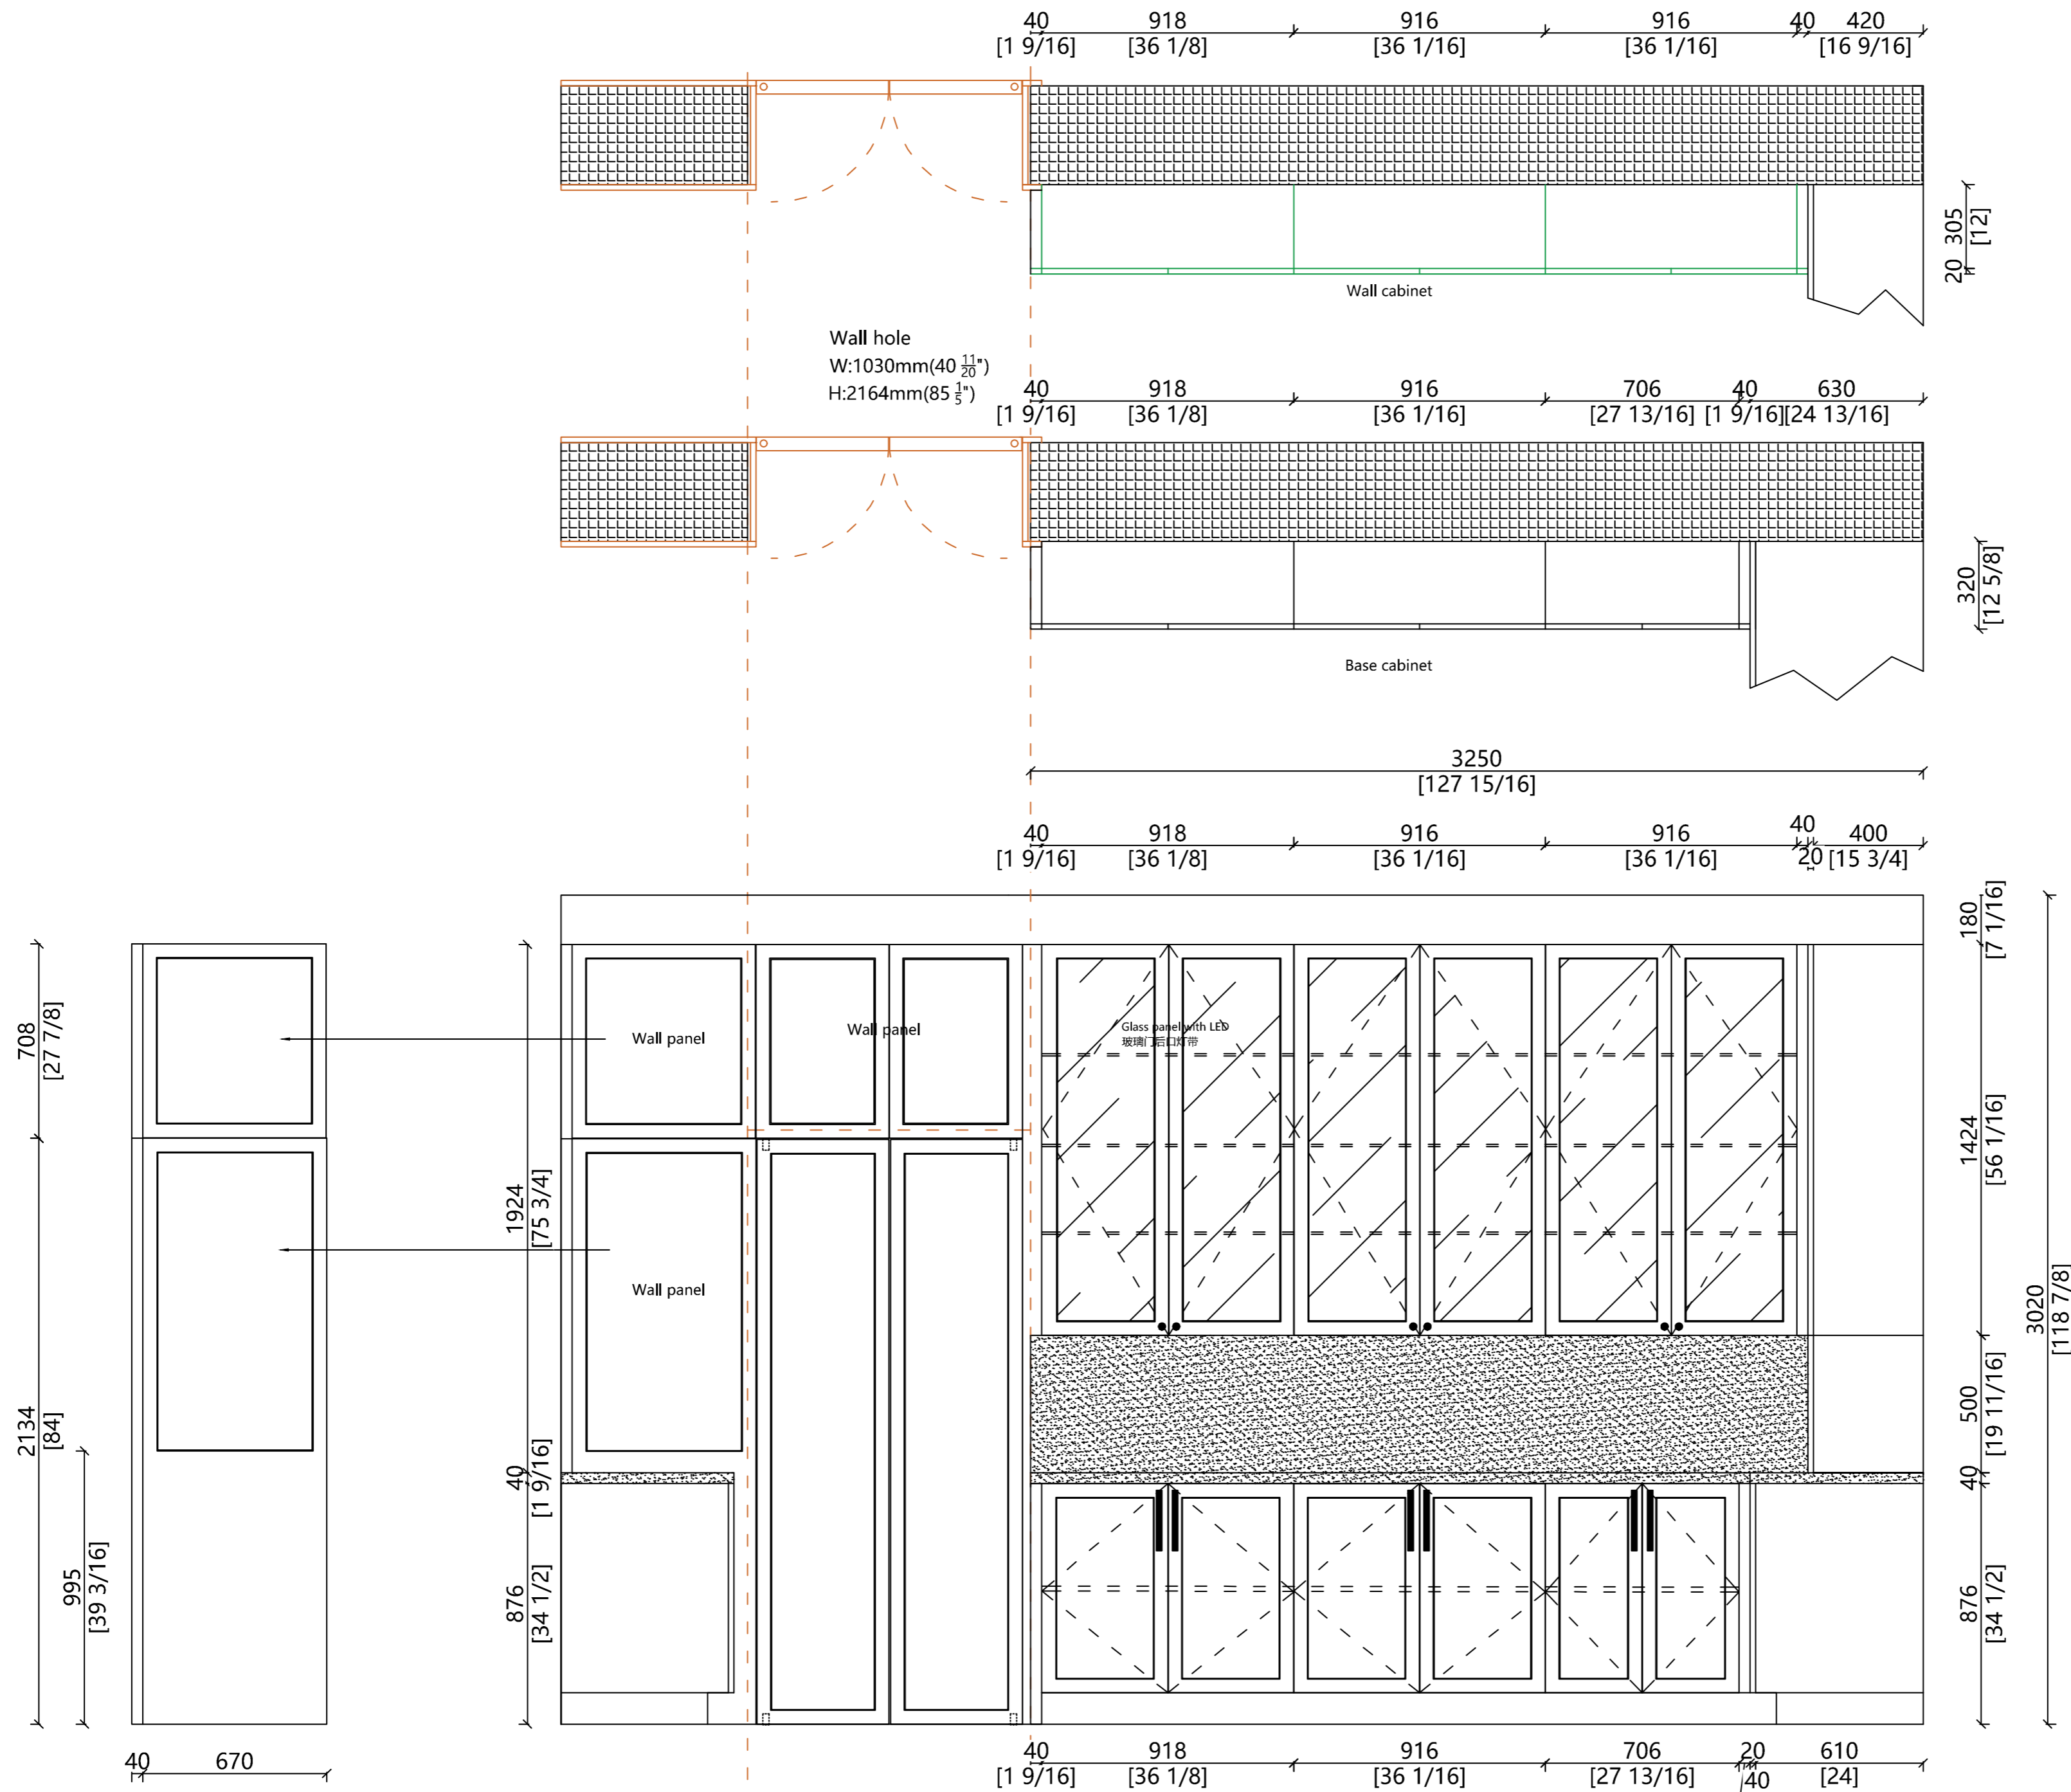 40 918 916 916 40 420
[1 9/16] [36 1/8] [36 1/16] [36 1/16] [16 9/16]
305
[12]
20
Wall cabinet
Wall hole
W:1030mm(40 11/20")
H:2164mm(85 1/5")
40 918 916 706 40 630
[1 9/16] [36 1/8] [36 1/16] [27 13/16] [1 9/16] [24 13/16]
320
[12 5/8]
Base cabinet
3250
[127 15/16]
40 918 916 916 40 400
[1 9/16] [36 1/8] [36 1/16] [36 1/16] 20 [15 3/4]
180
[7 1/16]
708
[27 7/8]
Wall panel
Wall panel
Glass panel with LED
玻璃门后口灯带
1424
[56 1/16]
1924
[75 3/4]
Wall panel
3020
[118 7/8]
2134
[84]
500
[19 11/16]
40
[1 9/16]
40
995
[39 3/16]
876
[34 1/2]
876
[34 1/2]
40 670
40 918 916 706 20 610
[1 9/16] [36 1/8] [36 1/16] [27 13/16] 40 [24]